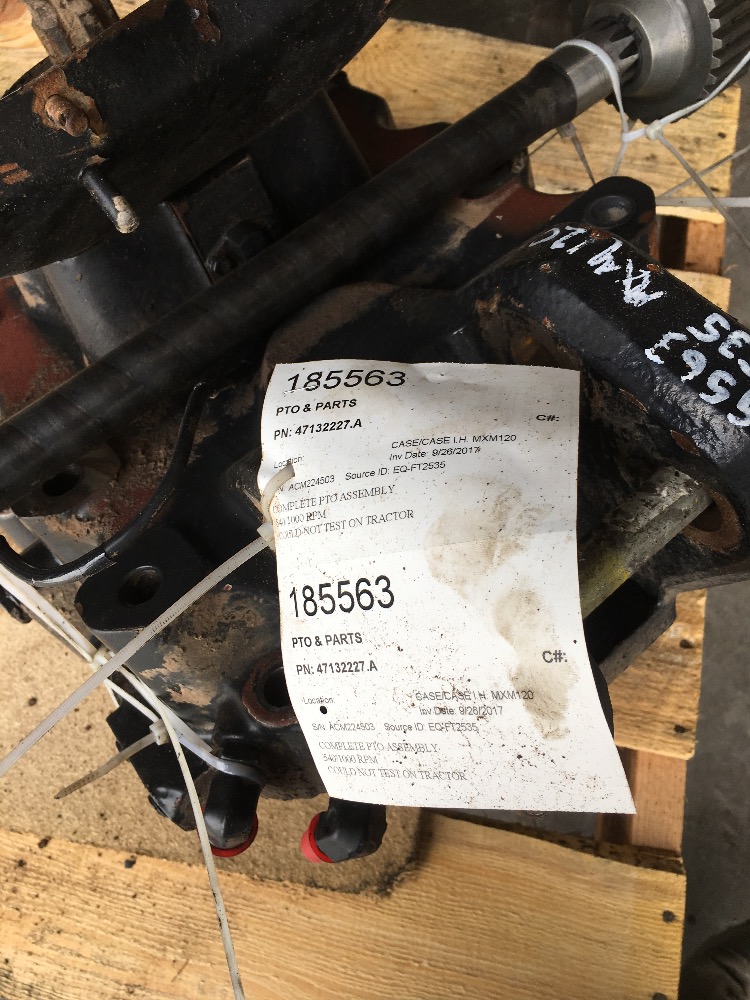 185563
PTO & PARTS
PN: 47132227.A
C#:
Location:
CASE/CASE I.H. MXM120
Inv Date: 9/26/2017
S/N ACM224503 Source ID: EQ-FT2535
COMPLETE PTO ASSEMBLY
540/1000 RPM
COULD NOT TEST ON TRACTOR
185563
PTO & PARTS
PN: 47132227.A
C#:
Location:
CASE/CASE I.H. MXM120
Inv Date: 9/26/2017
S/N ACM224503 Source ID: EQ-FT2535
COMPLETE PTO ASSEMBLY
540/1000 RPM
COULD NOT TEST ON TRACTOR